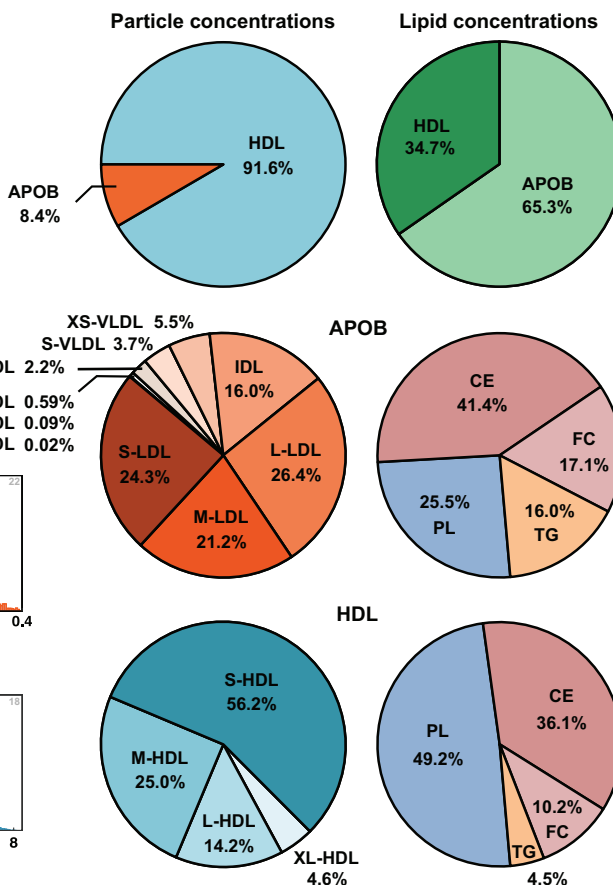 Particle concentrations
Lipid concentrations
HDL
91.6%
APOB
8.4%
HDL
34.7%
APOB
65.3%
APOB
XS-VLDL 5.5%
S-VLDL 3.7%
DL 2.2%
DL 0.59%
DL 0.09%
DL 0.02%
IDL
16.0%
L-LDL
26.4%
M-LDL
21.2%
S-LDL
24.3%
CE
41.4%
FC
17.1%
16.0%
TG
25.5%
PL
22
0.4
HDL
S-HDL
56.2%
M-HDL
25.0%
L-HDL
14.2%
XL-HDL
4.6%
PL
49.2%
CE
36.1%
10.2%
FC
TG
4.5%
18
8